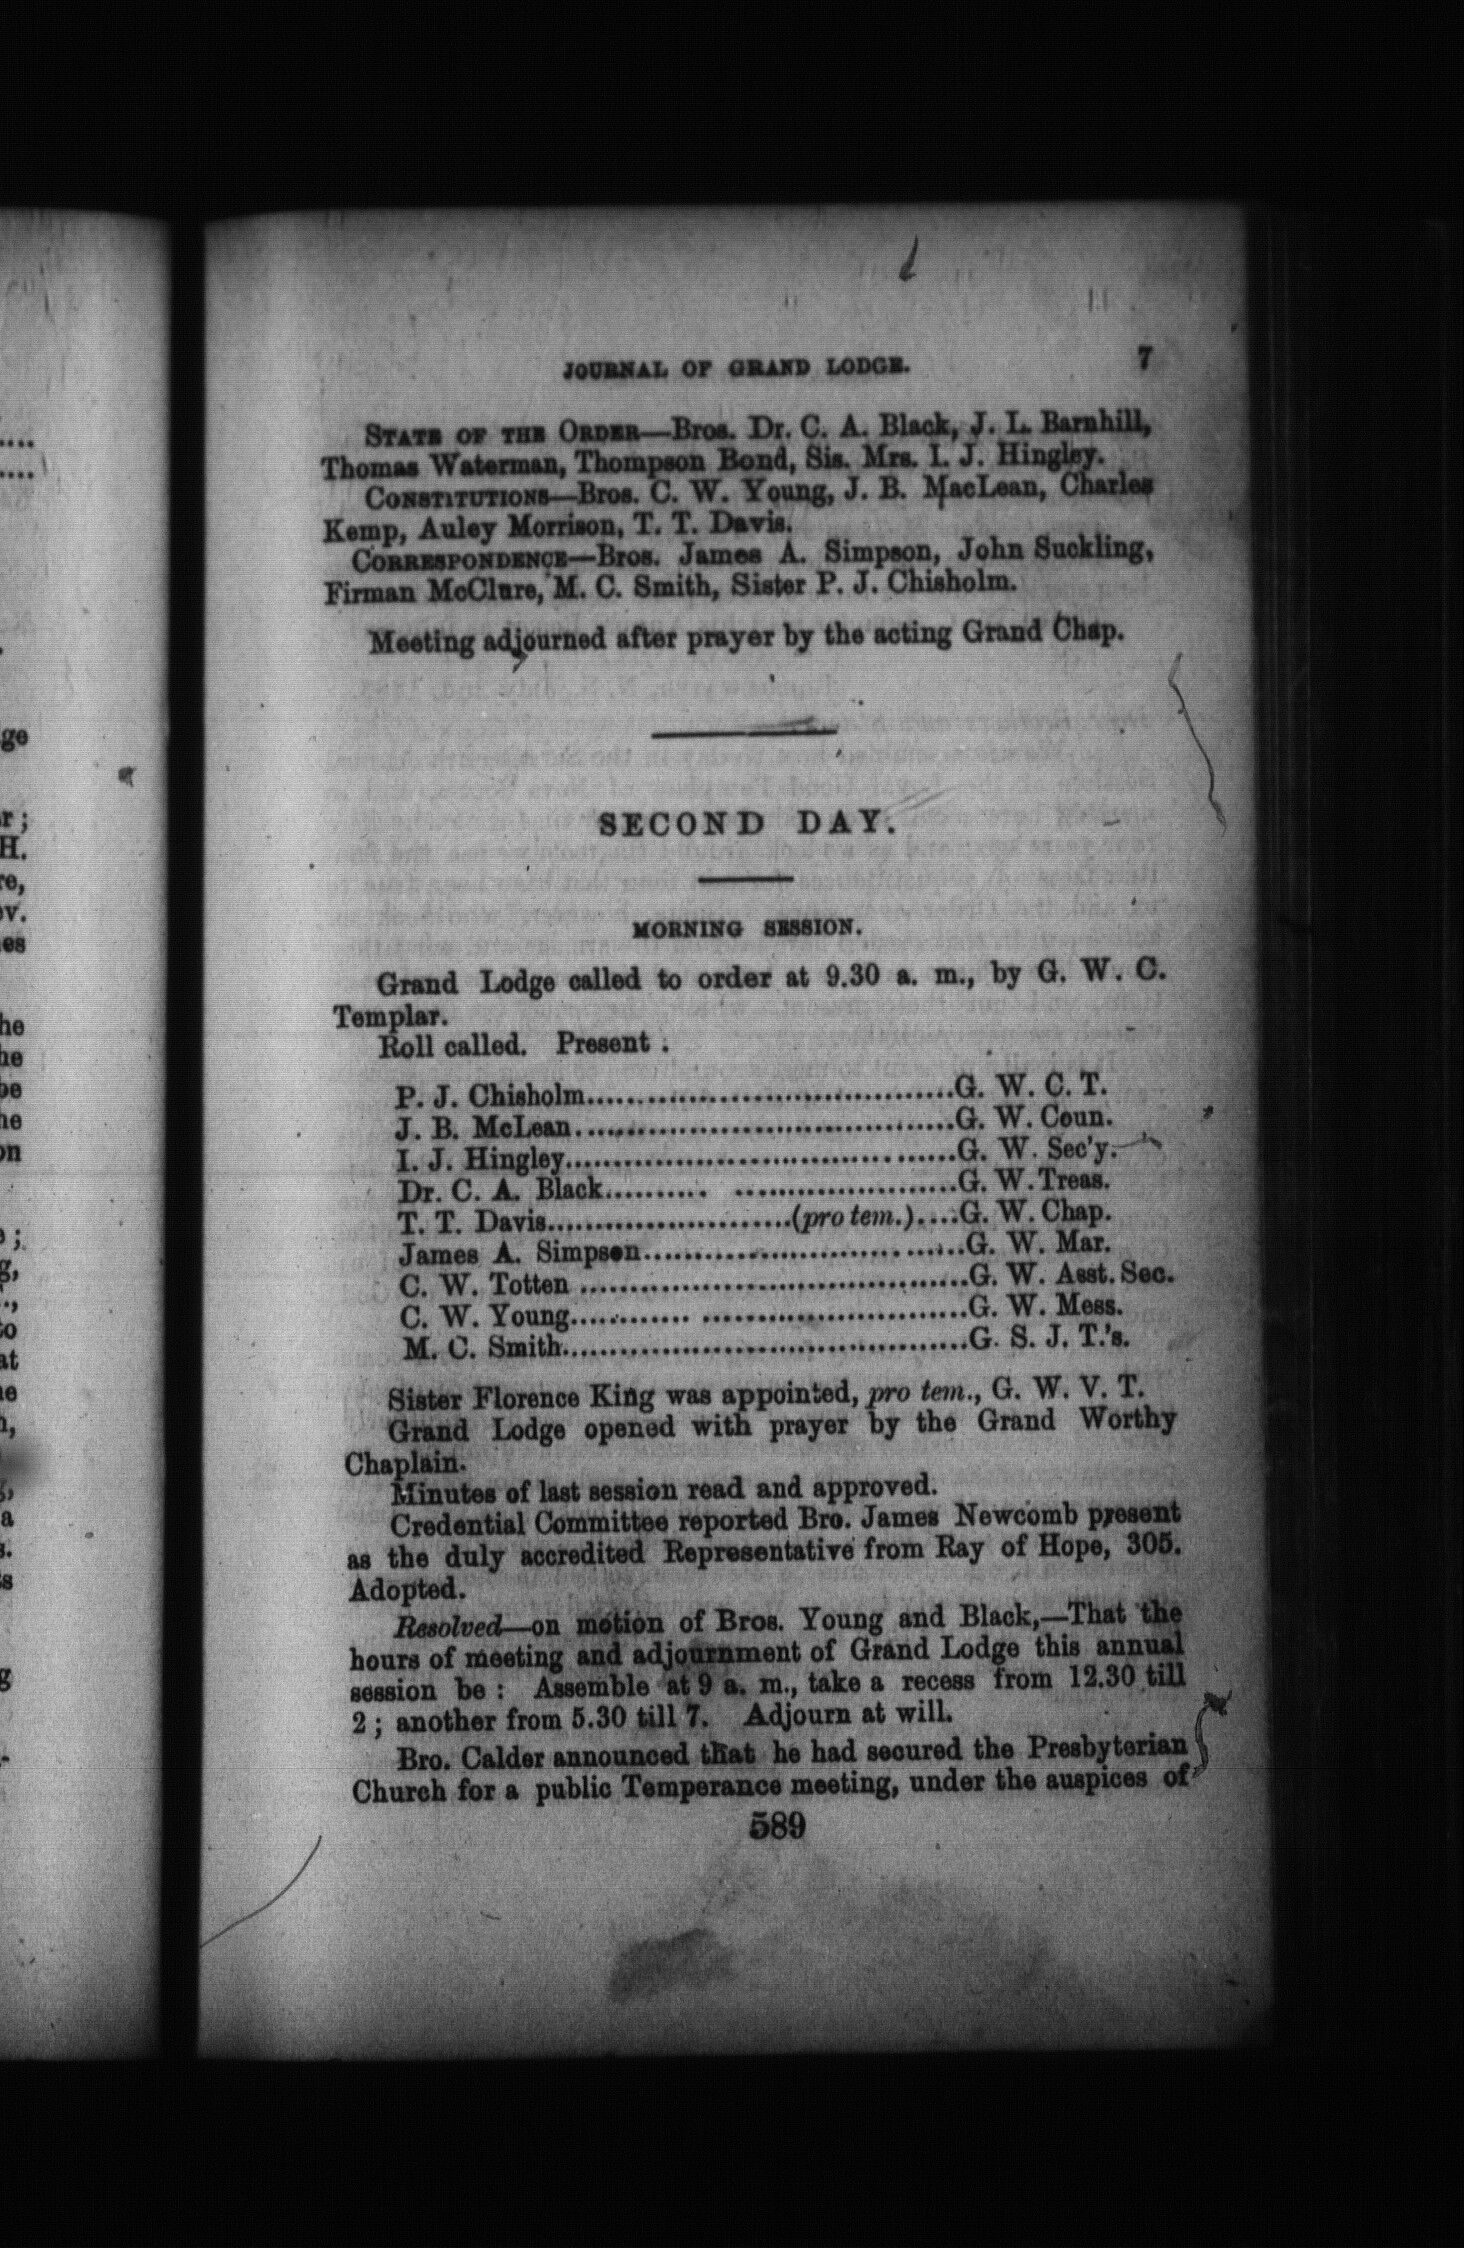 JOURNAL OF GRAND LODGE. 7
STATE OF THE ORDER—Bros. Dr. C. A. Black, J. L. Barnhill,
Thomas Waterman, Thompson Bond, Sis. Mrs. I. J. Hingley.
CONSTITUTIONS—Bros. C. W. Young, J. B. MacLean, Charles
Kemp, Auley Morrison, T. T. Davis.
CORRESPONDENCE—Bros. James A. Simpson, John Suckling,
Firman McClure, M. C. Smith, Sister P. J. Chisholm.
Meeting adjourned after prayer by the acting Grand Chap.
SECOND DAY.
MORNING SESSION.
Grand Lodge called to order at 9.30 a. m., by G. W. C.
Templar.
Roll called. Present .
P. J. Chisholm......................................G. W. C. T.
J. B. McLean.......................................G. W. Coun.
I. J. Hingley........................................G. W. Sec'y.
Dr. C. A. Black.......... .......................G. W. Treas.
T. T. Davis.........................(pro tem.)....G. W. Chap.
James A. Simpson.................................G. W. Mar.
C. W. Totten .......................................G. W. Asst. Sec.
C. W. Young............ ...........................G. W. Mess.
M. C. Smith.........................................G. S. J. T.'s.
Sister Florence King was appointed, pro tem., G. W. V. T.
Grand Lodge opened with prayer by the Grand Worthy
Chaplain.
Minutes of last session read and approved.
Credential Committee reported Bro. James Newcomb present
as the duly accredited Representative from Ray of Hope, 305.
Adopted.
Resolved—on motion of Bros. Young and Black,—That the
hours of meeting and adjournment of Grand Lodge this annual
session be : Assemble at 9 a. m., take a recess from 12.30 till
2 ; another from 5.30 till 7. Adjourn at will.
Bro. Calder announced that he had secured the Presbyterian
Church for a public Temperance meeting, under the auspices of
589